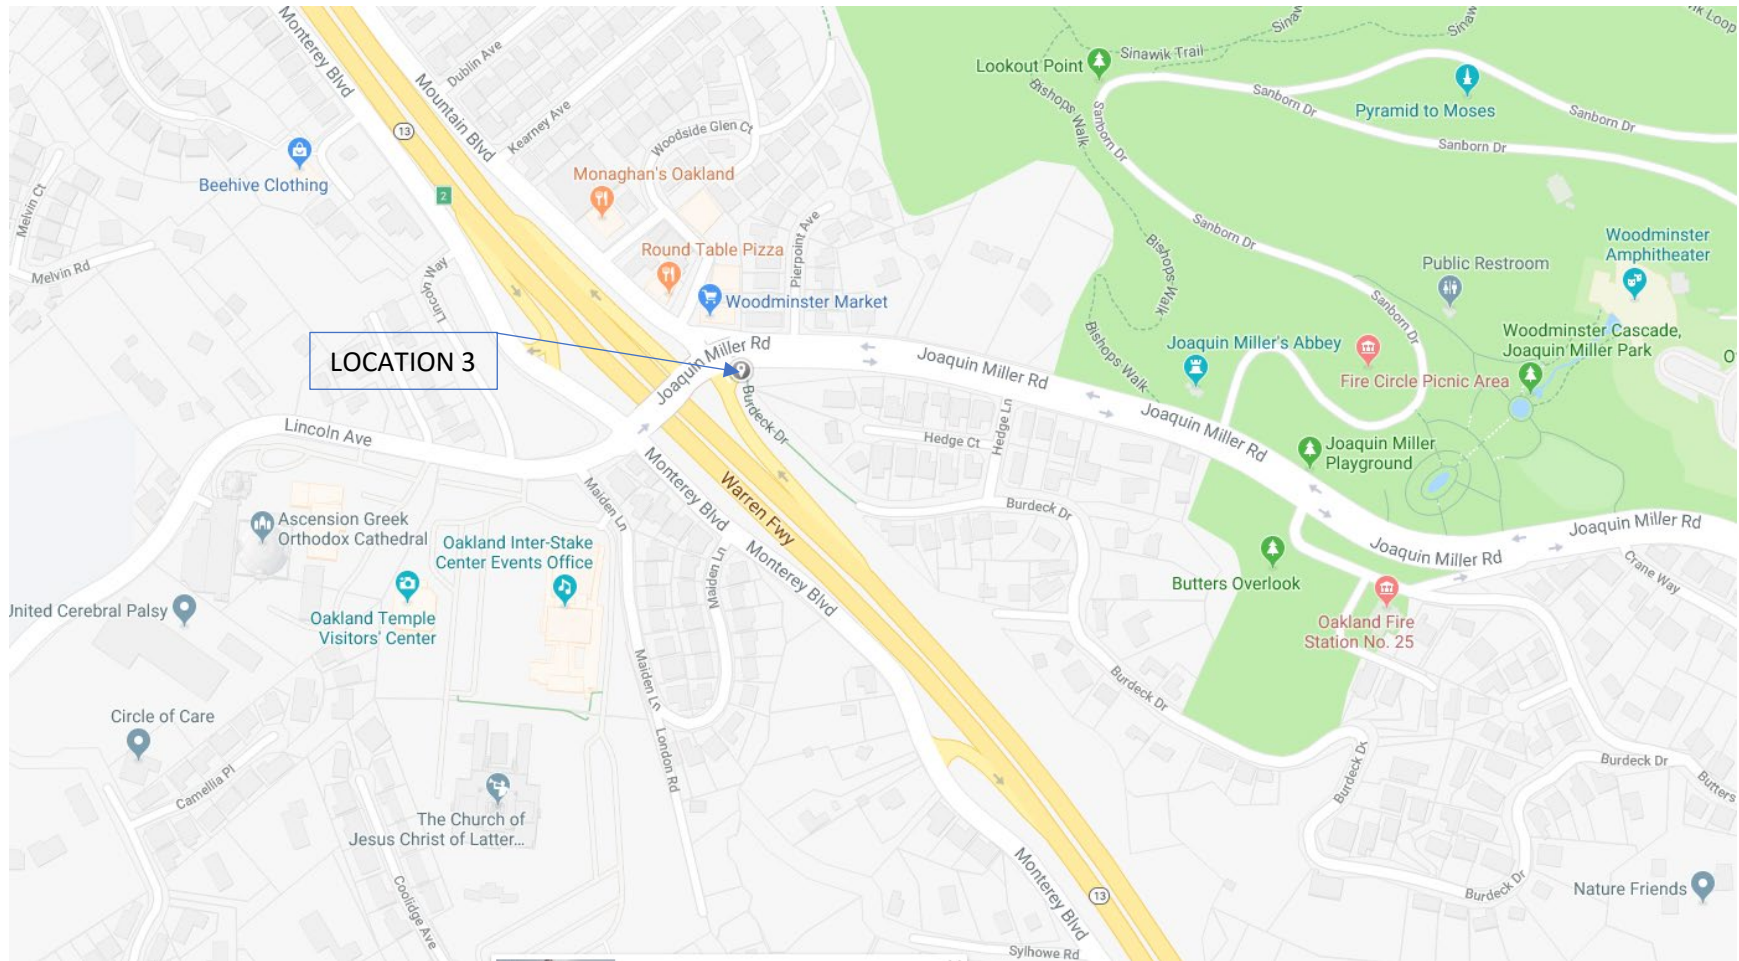 Monterey Blvd
Mountain Blvd
Dublin Ave
Kearney Ave
Woodside Glen Ct
13
2
Beehive Clothing
Melvin Ct
Melvin Rd
Lincoln Way
Monaghan's Oakland
Round Table Pizza
Pierpoint Ave
Woodminster Market
Lookout Point
Sinawik Trail
Bishops Walk
Sanborn Dr
Sanborn Dr
Pyramid to Moses
Sanborn Dr
Sanborn Dr
Sanborn Dr
Bishops Walk
Sanborn Dr
Public Restroom
Woodminster
Amphitheater
Woodminster Cascade,
Joaquin Miller Park
Joaquin Miller's Abbey
Fire Circle Picnic Area
Bishops Walk
LOCATION 3
Joaquin Miller Rd
Joaquin Miller Rd
Joaquin Miller Rd
Joaquin Miller Rd
Joaquin Miller Rd
Joaquin Miller
Playground
Burdeck Dr
Hedge Ct
Hedge Ln
Burdeck Dr
Lincoln Ave
Monterey Blvd
Warren Fwy
Monterey Blvd
Maiden Ln
Maiden Ln
Maiden Ln
London Rd
Ascension Greek
Orthodox Cathedral
Oakland Inter-Stake
Center Events Office
Oakland Temple
Visitors' Center
United Cerebral Palsy
Butters Overlook
Oakland Fire
Station No. 25
Crane Way
Burdeck Dr
Burdeck Dr
Burdeck Dr
Butters
Burdeck Dr
Circle of Care
Camellia Pl
The Church of
Jesus Christ of Latter...
Coolidge Ave
Monterey Blvd
13
Sylhowe Rd
Nature Friends